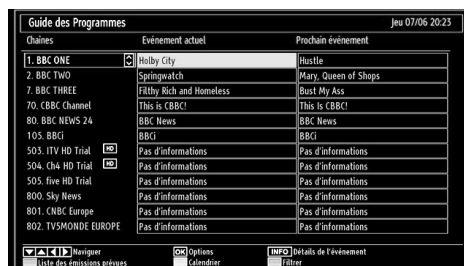 Guide des Programmes Jeu 07/06 20:23
Chaînes Evénement actuel Prochain événement
1. BBC ONE Holby City Hustle
2. BBC TWO Springwatch Mary, Queen of Shops
7. BBC THREE Filthy Rich and Homeless Bust My Ass
70. CBBC Channel This is CBBC! This Is CBBC!
80. BBC NEWS 24 BBC News BBC News
105. BBCi BBCi BBCi
503. ITV HD Trial HD Pas d'informations Pas d'informations
504. Ch4 HD Trial HD Pas d'informations Pas d'informations
505. five HD Trial Pas d'informations Pas d'informations
800. Sky News Pas d'informations Pas d'informations
801. CNBC Europe Pas d'informations Pas d'informations
802. TV5MONDE EUROPE Pas d'informations Pas d'informations
Naviguer OK Options INFO Détails de l'événement
Liste des émissions prévues Calendrier Filtrer